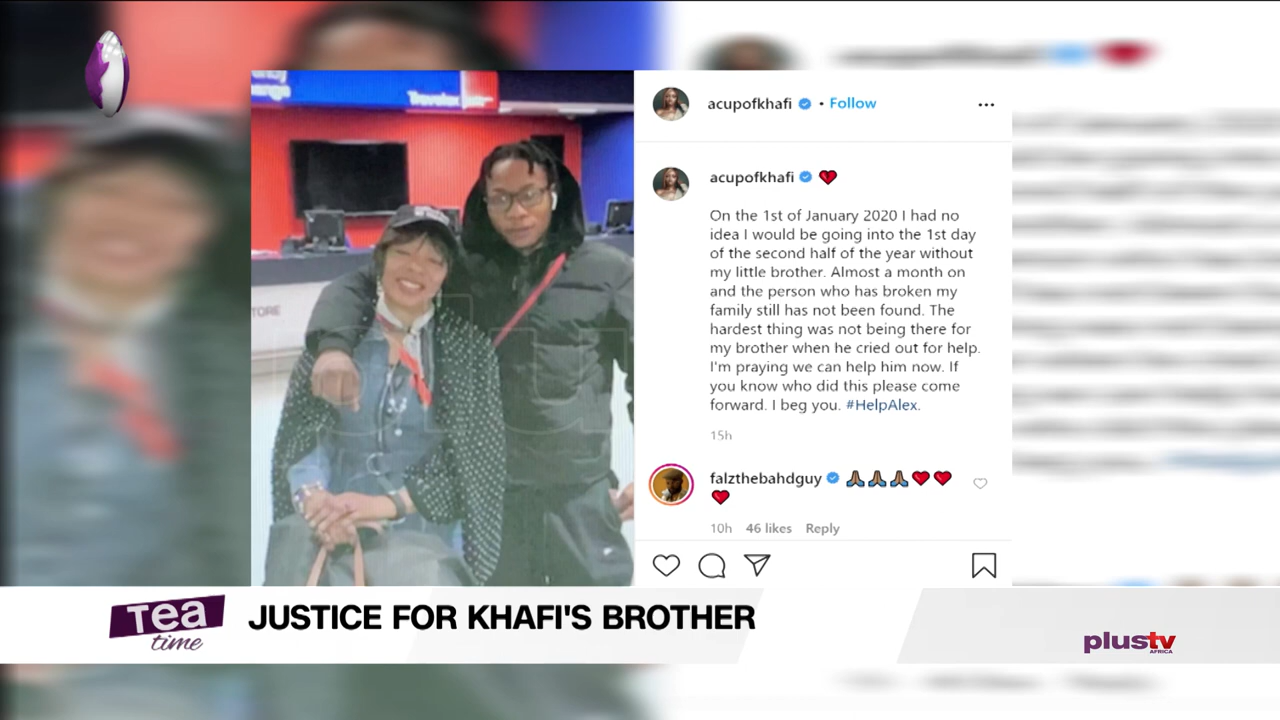 acupofkhafi • Follow
acupofkhafi
On the 1st of January 2020 I had no
idea I would be going into the 1st day
of the second half of the year without
my little brother. Almost a month on
and the person who has broken my
family still has not been found. The
hardest thing was not being there for
my brother when he cried out for help.
I'm praying we can help him now. If
you know who did this please come
forward. I beg you. #HelpAlex.
15h
falzthebahdguy
10h 46 likes Reply
Travelex
TORE
Tea
time
JUSTICE FOR KHAFI'S BROTHER
plustv
AFRICA